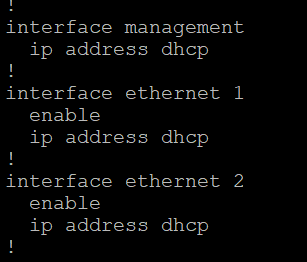 !
interface management
  ip address dhcp
!
interface ethernet 1
  enable
  ip address dhcp
!
interface ethernet 2
  enable
  ip address dhcp
!